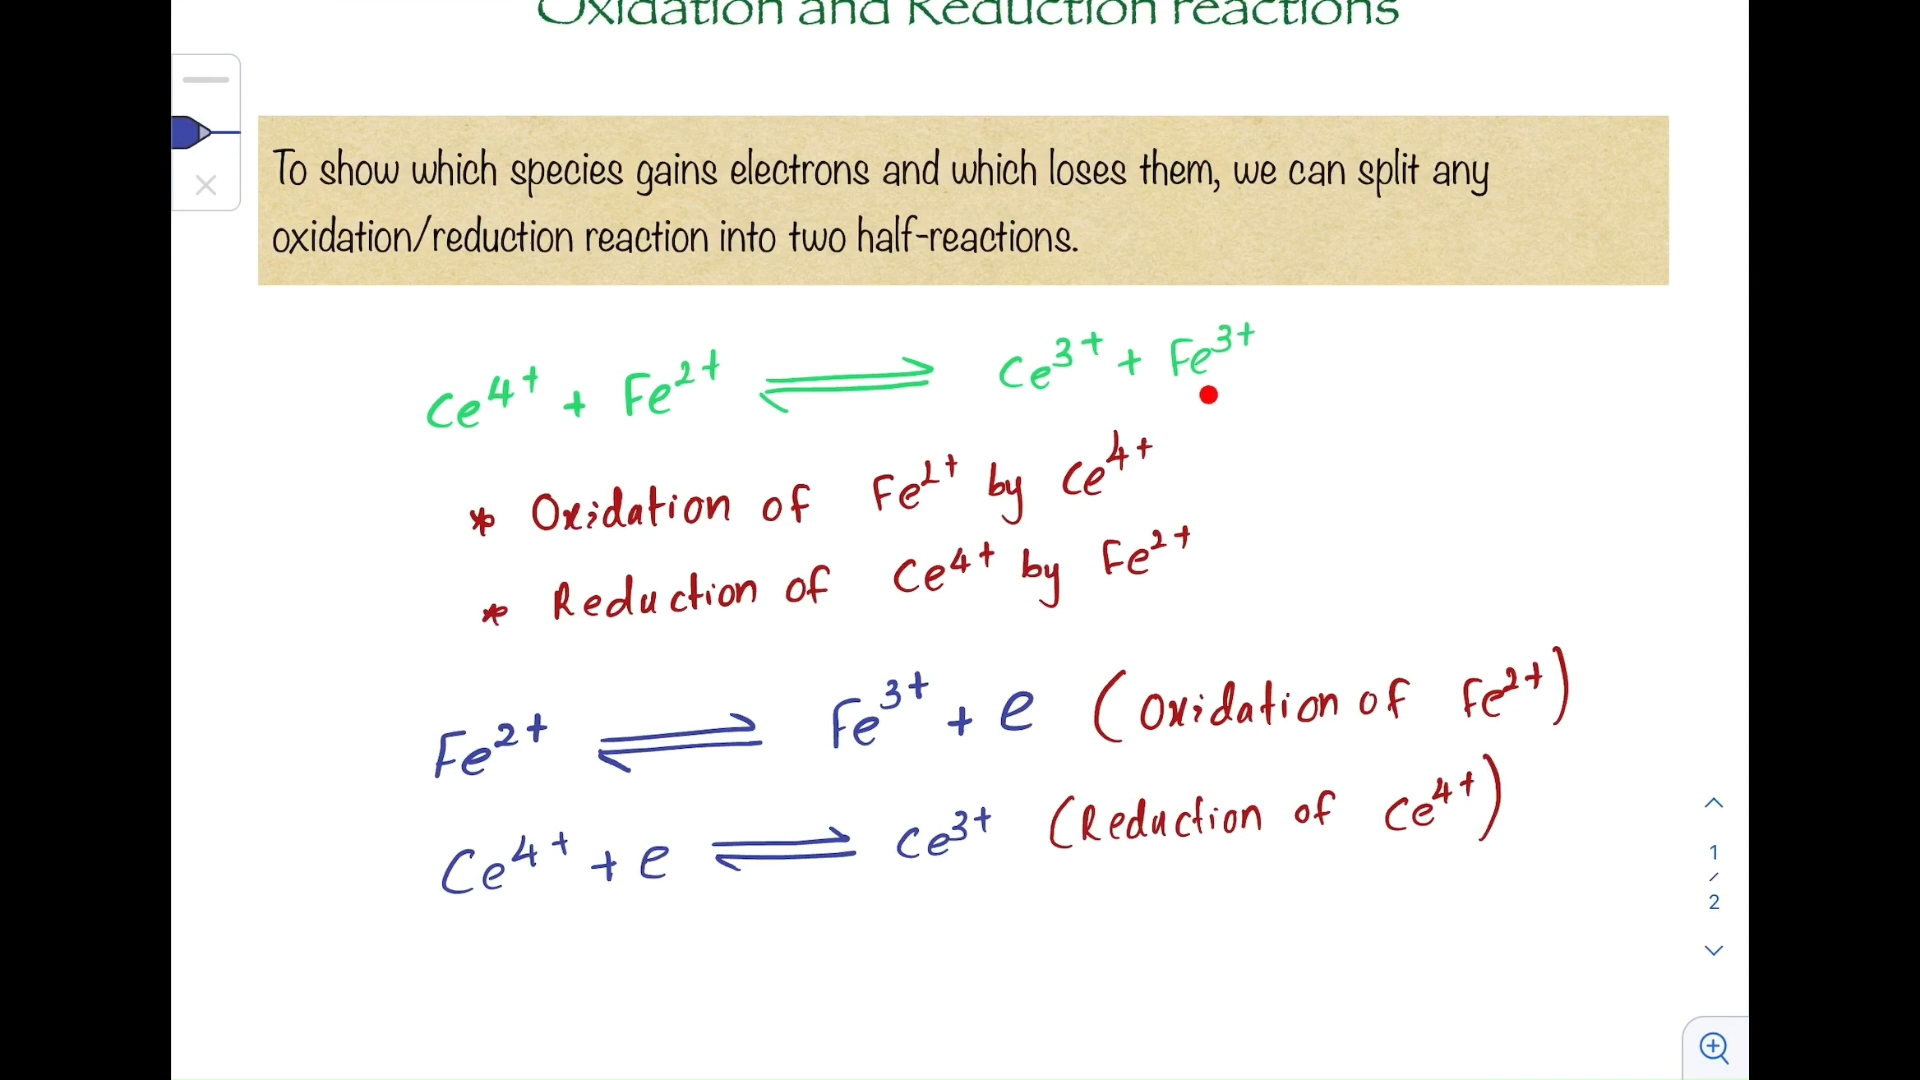 Oxidation and Reduction reactions
To show which species gains electrons and which loses them, we can split any
oxidation/reduction reaction into two half-reactions.
Ce⁴⁺ + Fe²⁺ ⇌ Ce³⁺ + Fe³⁺
* Oxidation of Fe²⁺ by Ce⁴⁺
* Reduction of Ce⁴⁺ by Fe²⁺
Fe²⁺ ⇌ Fe³⁺ + e (Oxidation of Fe²⁺)
Ce⁴⁺ + e ⇌ Ce³⁺ (Reduction of Ce⁴⁺)
1
/
2